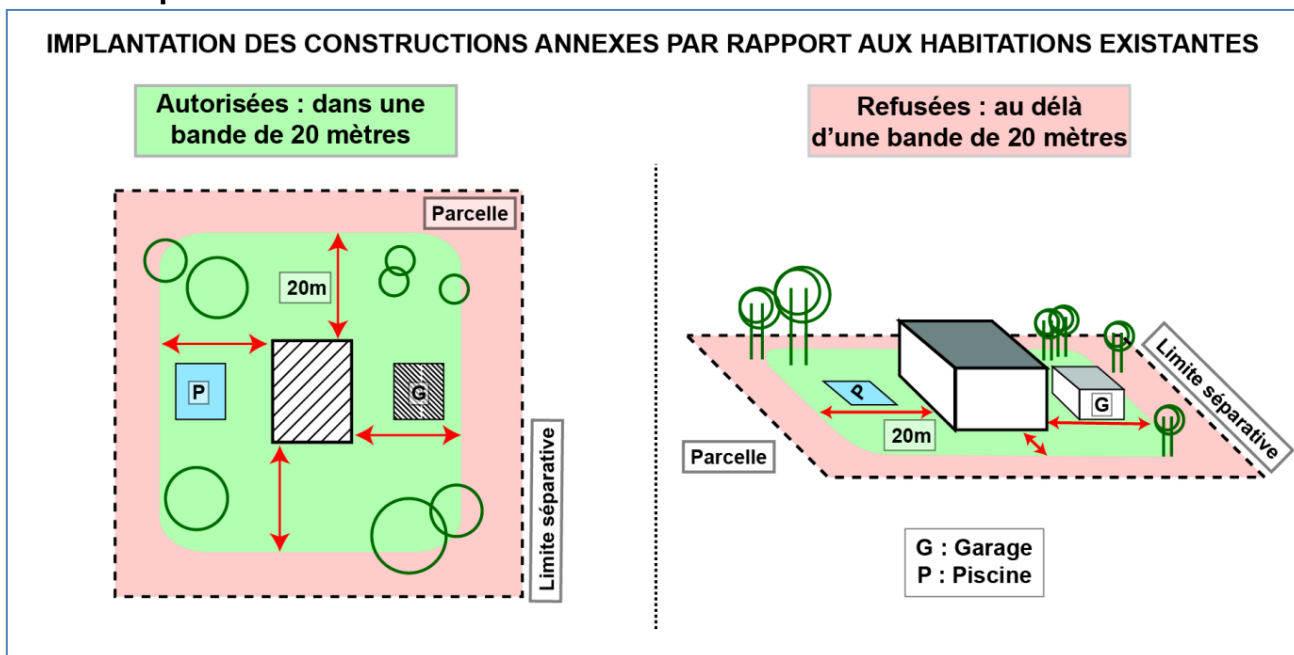 IMPLANTATION DES CONSTRUCTIONS ANNEXES PAR RAPPORT AUX HABITATIONS EXISTANTES
Autorisées : dans une
bande de 20 mètres
Refusées : au délà
d’une bande de 20 mètres
Parcelle
20m
P
G
Limite séparative
Limite séparative
P
G
20m
Parcelle
G : Garage
P : Piscine